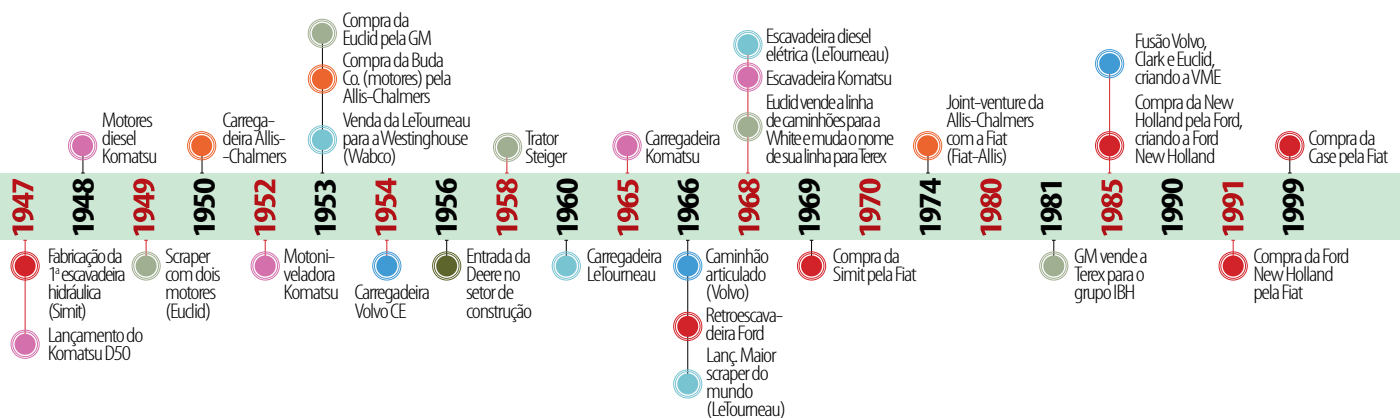 Compra da
Euclid pela GM
Compra da Buda
Co. (motores) pela
Allis-Chalmers
Venda da LeTourneau
para a Westinghouse
(Wabco)
Motores
diesel
Komatsu
Carrega-
deira Allis-
-Chalmers
Trator
Steiger
Carregadeira
Komatsu
Escavadeira diesel
elétrica (LeTourneau)
Escavadeira Komatsu
Euclid vende a linha
de caminhões para a
White e muda o nome
de sua linha para Terex
Joint-venture da
Allis-Chalmers
com a Fiat
(Fiat-Allis)
Fusão Volvo,
Clark e Euclid,
criando a VME
Compra da New
Holland pela Ford,
criando a Ford
New Holland
Compra da
Case pela Fiat
1947
1948
1949
1950
1952
1953
1954
1956
1958
1960
1965
1966
1968
1969
1970
1974
1980
1981
1985
1990
1991
1999
Fabricação da
1ª escavadeira
hidráulica
(Simit)
Lançamento do
Komatsu D50
Scraper
com dois
motores
(Euclid)
Motoni-
veladora
Komatsu
Carregadeira
Volvo CE
Entrada da
Deere no
setor de
construção
Carregadeira
LeTourneau
Caminhão
articulado
(Volvo)
Retroescava-
deira Ford
Lanç. Maior
scraper do
mundo
(LeTourneau)
Compra da
Simit pela Fiat
GM vende a
Terex para o
grupo IBH
Compra da Ford
New Holland
pela Fiat